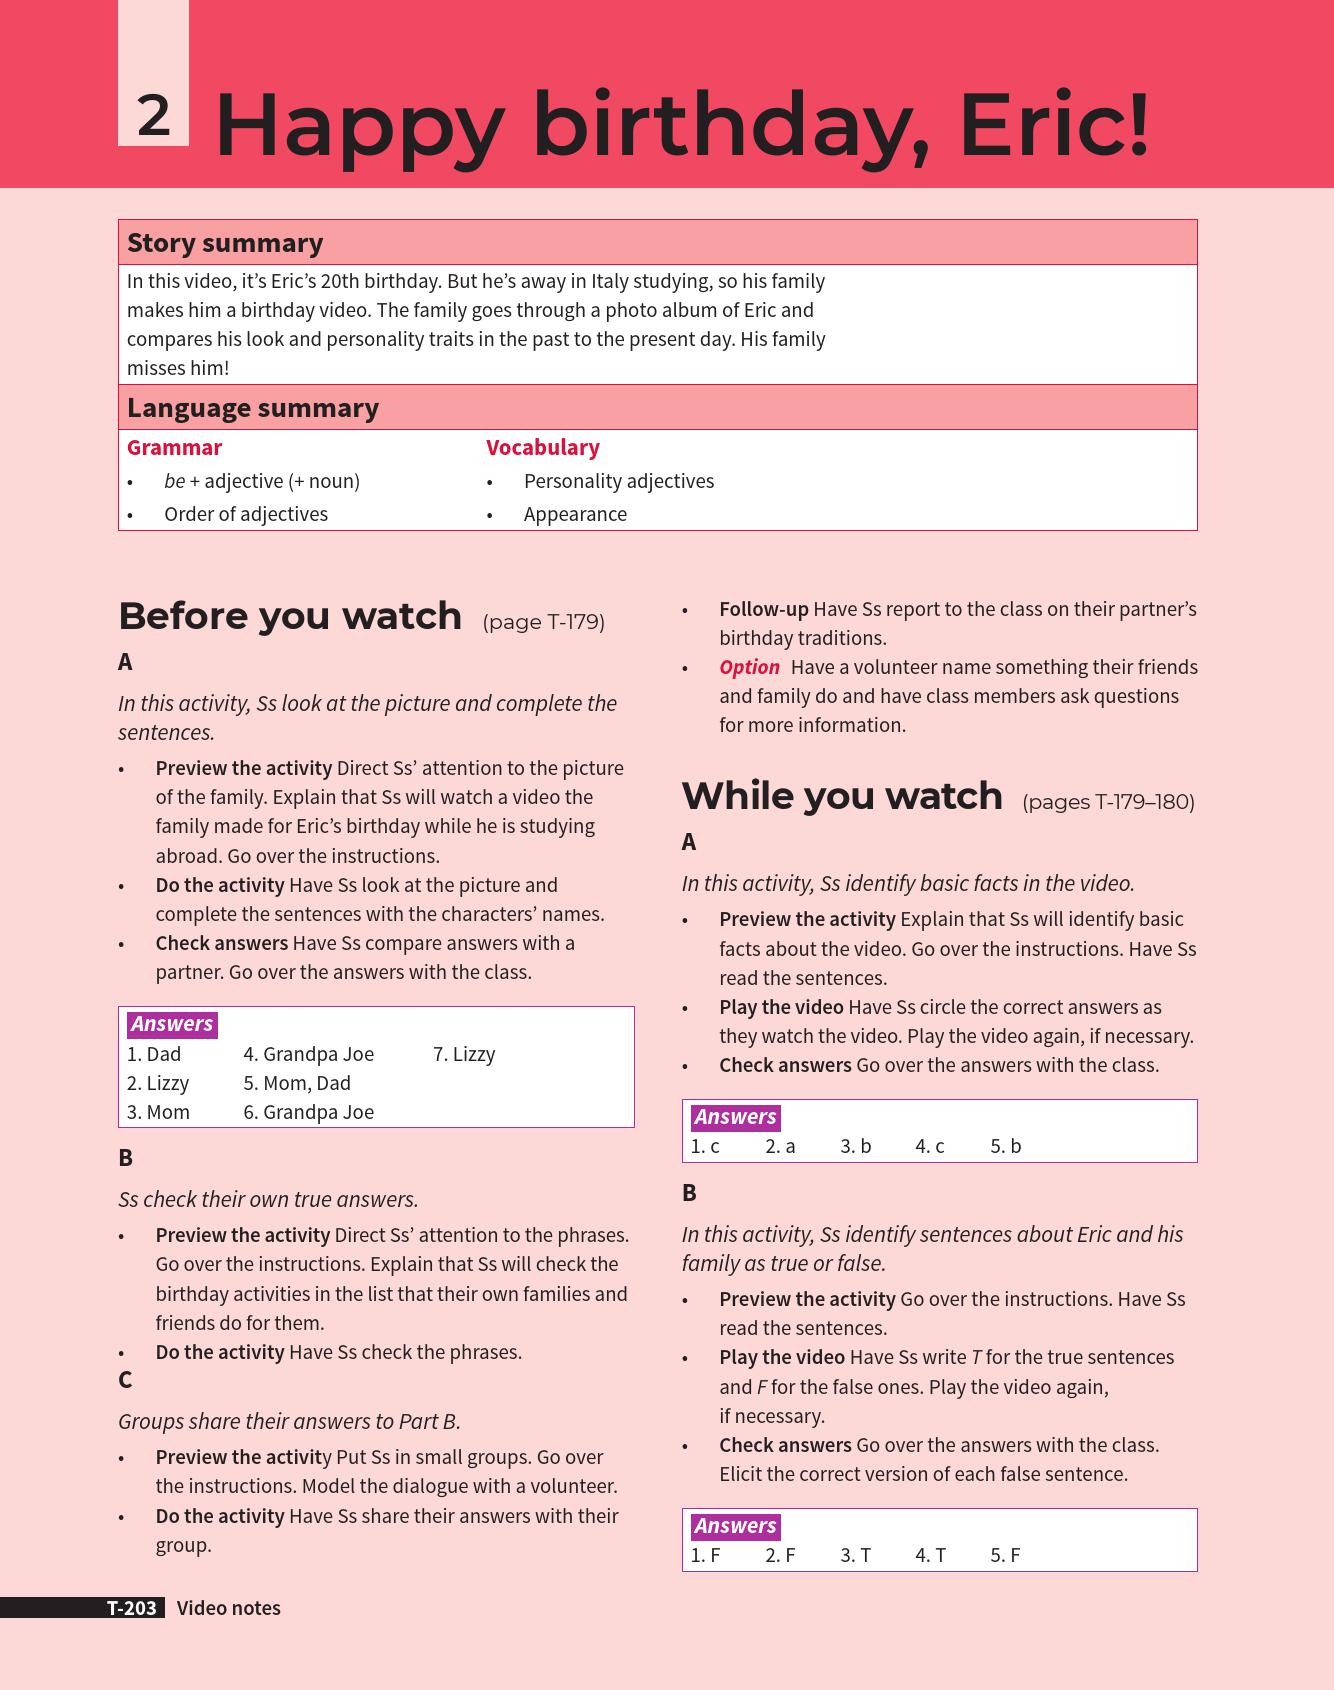 2 Happy birthday, Eric!
Story summary
In this video, it’s Eric’s 20th birthday. But he’s away in Italy studying, so his family
makes him a birthday video. The family goes through a photo album of Eric and
compares his look and personality traits in the past to the present day. His family
misses him!
Language summary
Grammar
• be + adjective (+ noun)
• Order of adjectives
Vocabulary
• Personality adjectives
• Appearance
Before you watch (page T-179)
A
In this activity, Ss look at the picture and complete the
sentences.
• Preview the activity Direct Ss’ attention to the picture
of the family. Explain that Ss will watch a video the
family made for Eric’s birthday while he is studying
abroad. Go over the instructions.
• Do the activity Have Ss look at the picture and
complete the sentences with the characters’ names.
• Check answers Have Ss compare answers with a
partner. Go over the answers with the class.
Answers
1. Dad 4. Grandpa Joe 7. Lizzy
2. Lizzy 5. Mom, Dad
3. Mom 6. Grandpa Joe
B
Ss check their own true answers.
• Preview the activity Direct Ss’ attention to the phrases.
Go over the instructions. Explain that Ss will check the
birthday activities in the list that their own families and
friends do for them.
• Do the activity Have Ss check the phrases.
C
Groups share their answers to Part B.
• Preview the activity Put Ss in small groups. Go over
the instructions. Model the dialogue with a volunteer.
• Do the activity Have Ss share their answers with their
group.
• Follow-up Have Ss report to the class on their partner’s
birthday traditions.
• Option Have a volunteer name something their friends
and family do and have class members ask questions
for more information.
While you watch (pages T-179–180)
A
In this activity, Ss identify basic facts in the video.
• Preview the activity Explain that Ss will identify basic
facts about the video. Go over the instructions. Have Ss
read the sentences.
• Play the video Have Ss circle the correct answers as
they watch the video. Play the video again, if necessary.
• Check answers Go over the answers with the class.
Answers
1. c 2. a 3. b 4. c 5. b
B
In this activity, Ss identify sentences about Eric and his
family as true or false.
• Preview the activity Go over the instructions. Have Ss
read the sentences.
• Play the video Have Ss write T for the true sentences
and F for the false ones. Play the video again,
if necessary.
• Check answers Go over the answers with the class.
Elicit the correct version of each false sentence.
Answers
1. F 2. F 3. T 4. T 5. F
T-203 Video notes